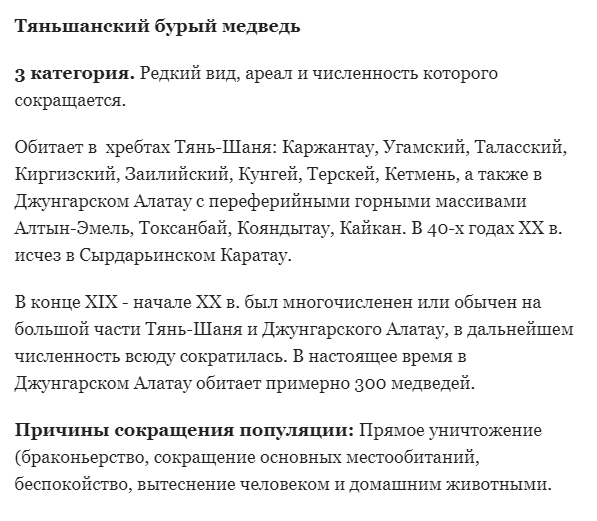 Тяньшанский бурый медведь
3 категория. Редкий вид, ареал и численность которого
сокращается.
Обитает в  хребтах Тянь-Шаня: Каржантау, Угамский, Таласский,
Киргизский, Заилийский, Кунгей, Терскей, Кетмень, а также в
Джунгарском Алатау с переферийными горными массивами
Алтын-Эмель, Токсанбай, Кояндытау, Кайкан. В 40-х годах XX в.
исчез в Сырдарьинском Каратау.
В конце XIX - начале XX в. был многочисленен или обычен на
большой части Тянь-Шаня и Джунгарского Алатау, в дальнейшем
численность всюду сократилась. В настоящее время в
Джунгарском Алатау обитает примерно 300 медведей.
Причины сокращения популяции: Прямое уничтожение
(браконьерство, сокращение основных местообитаний,
беспокойство, вытеснение человеком и домашним животными.